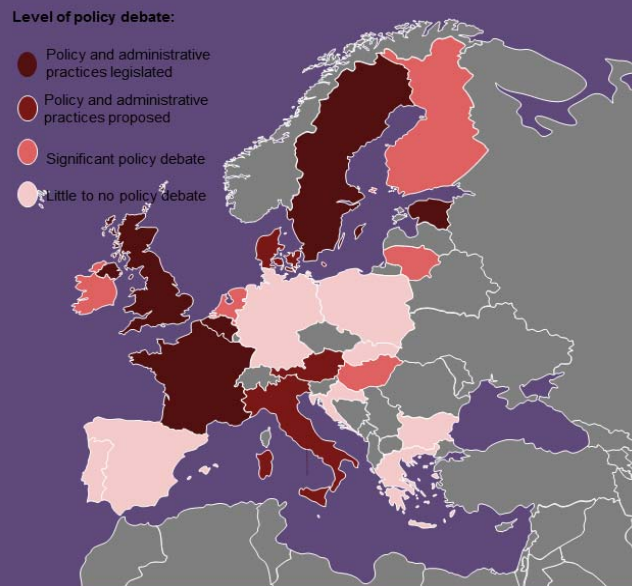 Level of policy debate:
Policy and administrative
practices legislated
Policy and administrative
practices proposed
Significant policy debate
Little to no policy debate